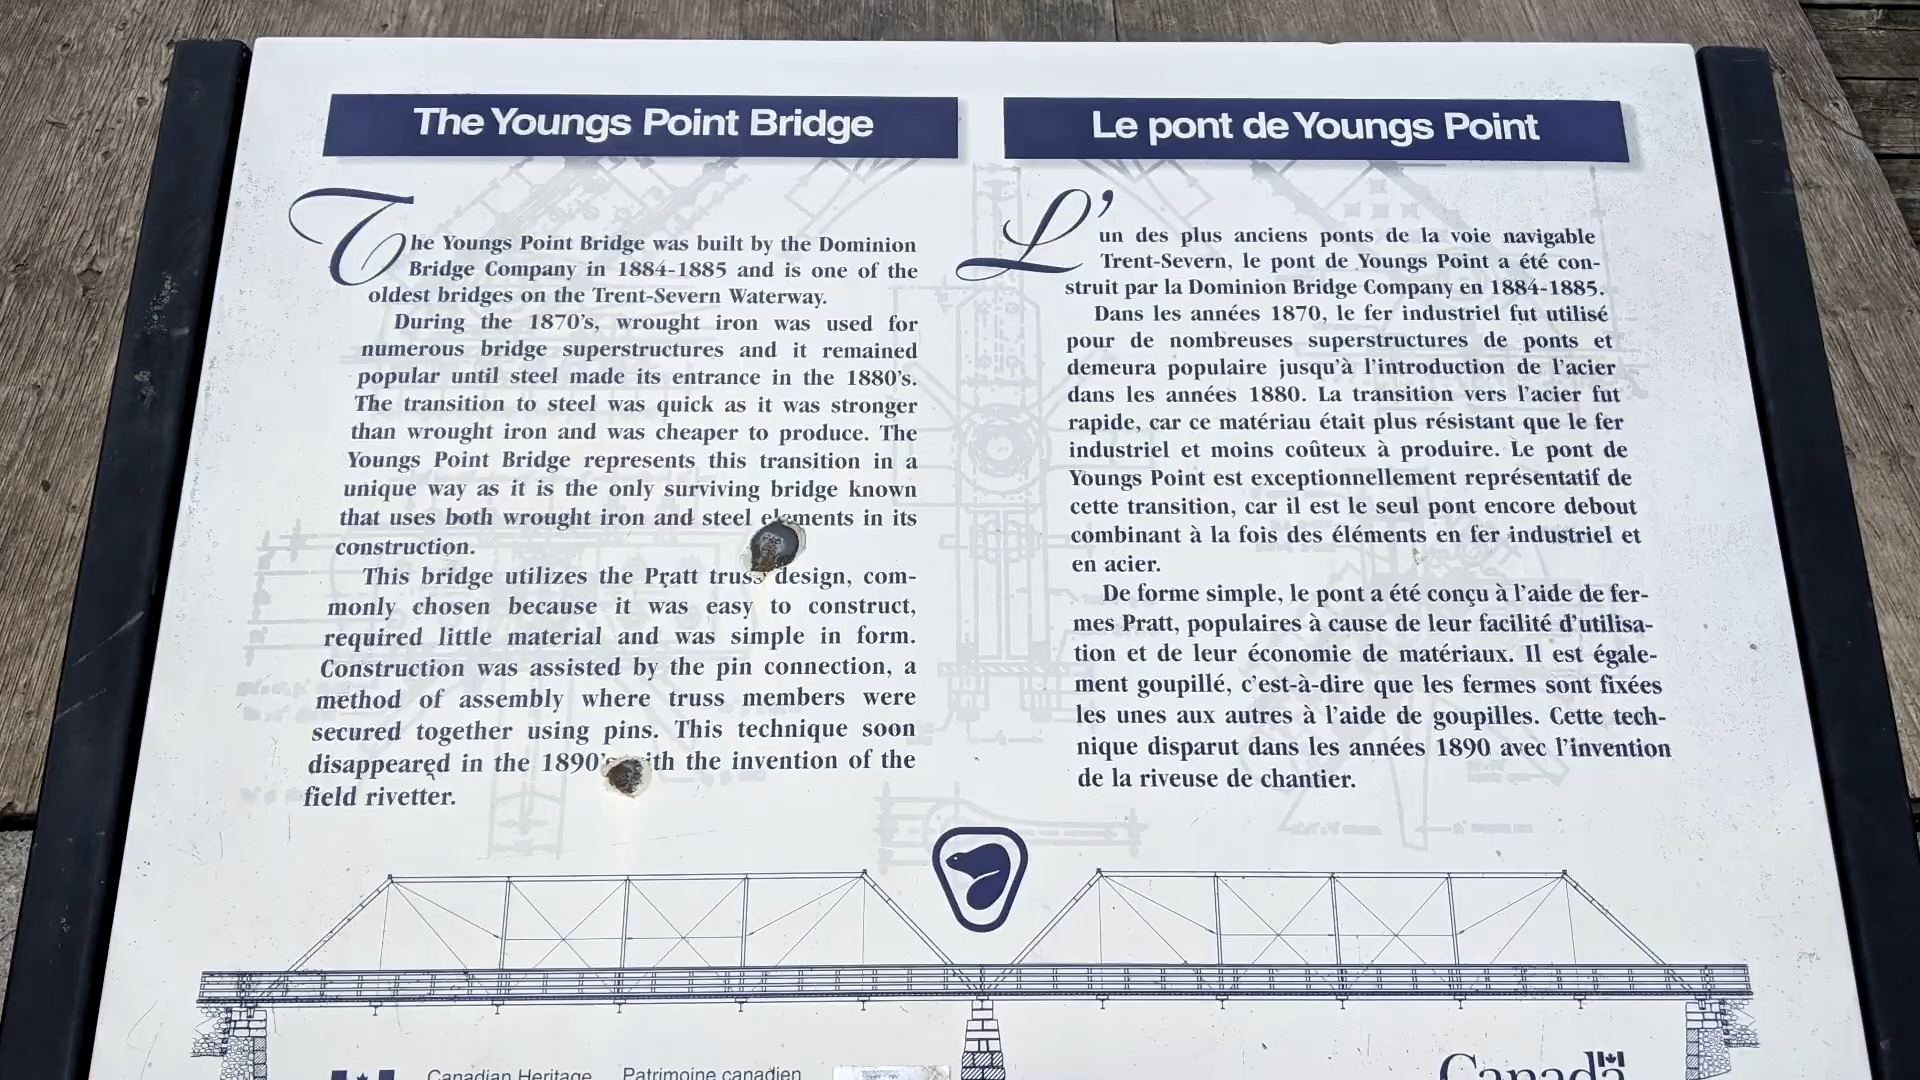 The Youngs Point Bridge
The Youngs Point Bridge was built by the Dominion
Bridge Company in 1884-1885 and is one of the
oldest bridges on the Trent-Severn Waterway.
During the 1870's, wrought iron was used for
numerous bridge superstructures and it remained
popular until steel made its entrance in the 1880's.
The transition to steel was quick as it was stronger
than wrought iron and was cheaper to produce. The
Youngs Point Bridge represents this transition in a
unique way as it is the only surviving bridge known
that uses both wrought iron and steel elements in its
construction.
This bridge utilizes the Pratt truss design, com-
monly chosen because it was easy to construct,
required little material and was simple in form.
Construction was assisted by the pin connection, a
method of assembly where truss members were
secured together using pins. This technique soon
disappeared in the 1890's with the invention of the
field rivetter.
Le pont de Youngs Point
L'un des plus anciens ponts de la voie navigable
Trent-Severn, le pont de Youngs Point a été con-
struit par la Dominion Bridge Company en 1884-1885.
Dans les années 1870, le fer industriel fut utilisé
pour de nombreuses superstructures de ponts et
demeura populaire jusqu'à l'introduction de l'acier
dans les années 1880. La transition vers l'acier fut
rapide, car ce matériau était plus résistant que le fer
industriel et moins coûteux à produire. Le pont de
Youngs Point est exceptionnellement représentatif de
cette transition, car il est le seul pont encore debout
combinant à la fois des éléments en fer industriel et
en acier.
De forme simple, le pont a été conçu à l'aide de fer-
mes Pratt, populaires à cause de leur facilité d'utilisa-
tion et de leur économie de matériaux. Il est égale-
ment goupillé, c'est-à-dire que les fermes sont fixées
les unes aux autres à l'aide de goupilles. Cette tech-
nique disparut dans les années 1890 avec l'invention
de la riveuse de chantier.
Canadian Heritage
Patrimoine canadien
Canada